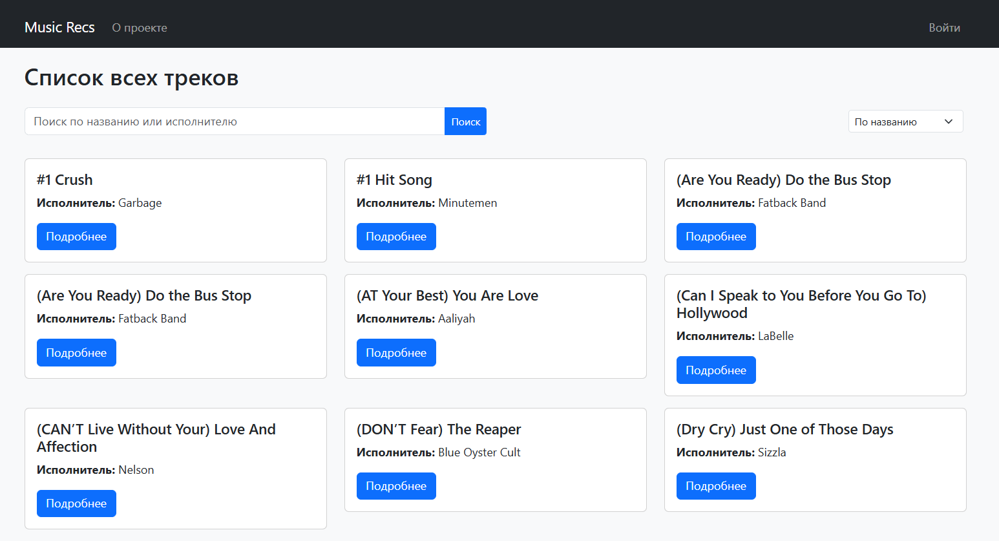 Music Recs О проекте Войти
Список всех треков
Поиск по названию или исполнителю Поиск По названию
#1 Crush
Исполнитель: Garbage
Подробнее
#1 Hit Song
Исполнитель: Minutemen
Подробнее
(Are You Ready) Do the Bus Stop
Исполнитель: Fatback Band
Подробнее
(Are You Ready) Do the Bus Stop
Исполнитель: Fatback Band
Подробнее
(AT Your Best) You Are Love
Исполнитель: Aaliyah
Подробнее
(Can I Speak to You Before You Go To)
Hollywood
Исполнитель: LaBelle
Подробнее
(CAN’T Live Without Your) Love And
Affection
Исполнитель: Nelson
Подробнее
(DON’T Fear) The Reaper
Исполнитель: Blue Oyster Cult
Подробнее
(Dry Cry) Just One of Those Days
Исполнитель: Sizzla
Подробнее